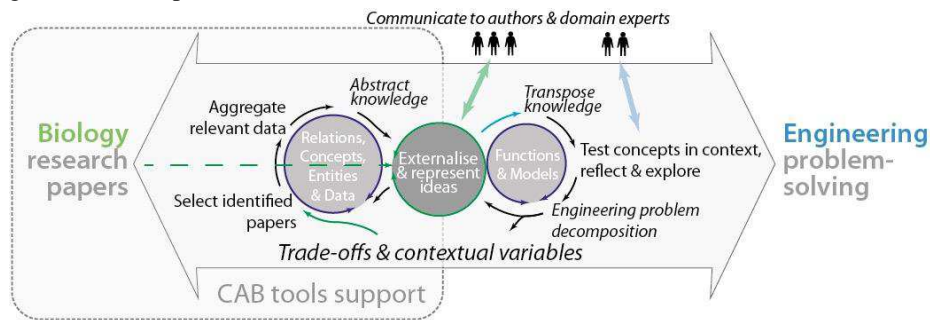 Communicate to authors & domain experts
Abstract
knowledge
Transpose
knowledge
Aggregate
relevant data
Biology
research
papers
Relations,
Concepts,
Entities
& Data
Externalise
& represent
ideas
Functions
& Models
Test concepts in context,
reflect & explore
Engineering
problem-
solving
Select identified
papers
Engineering problem
decomposition
Trade-offs & contextual variables
CAB tools support